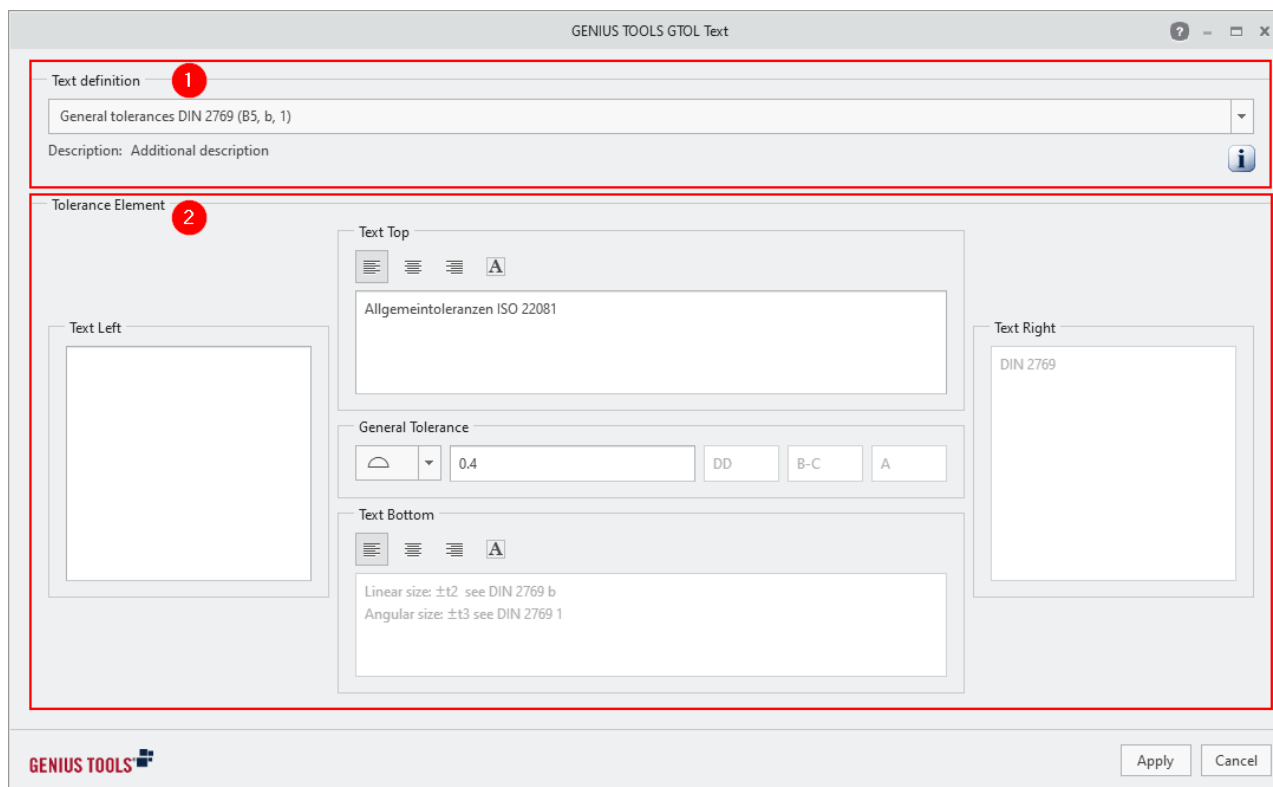 GENIUS TOOLS GTOL Text
?
Text definition
1
General tolerances DIN 2769 (B5, b, 1)
Description: Additional description
i
Tolerance Element
2
Text Top
A
Allgemeintoleranzen ISO 22081
Text Left
Text Right
DIN 2769
General Tolerance
0.4
DD
B-C
A
Text Bottom
A
Linear size: ±t2 see DIN 2769 b
Angular size: ±t3 see DIN 2769 1
GENIUS TOOLS
Apply
Cancel